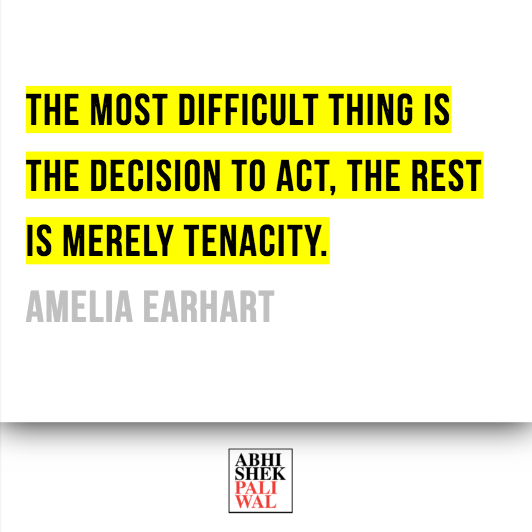 THE MOST DIFFICULT THING IS
THE DECISION TO ACT, THE REST
IS MERELY TENACITY.
AMELIA EARHART
ABHI
SHEK
PALI
WAL